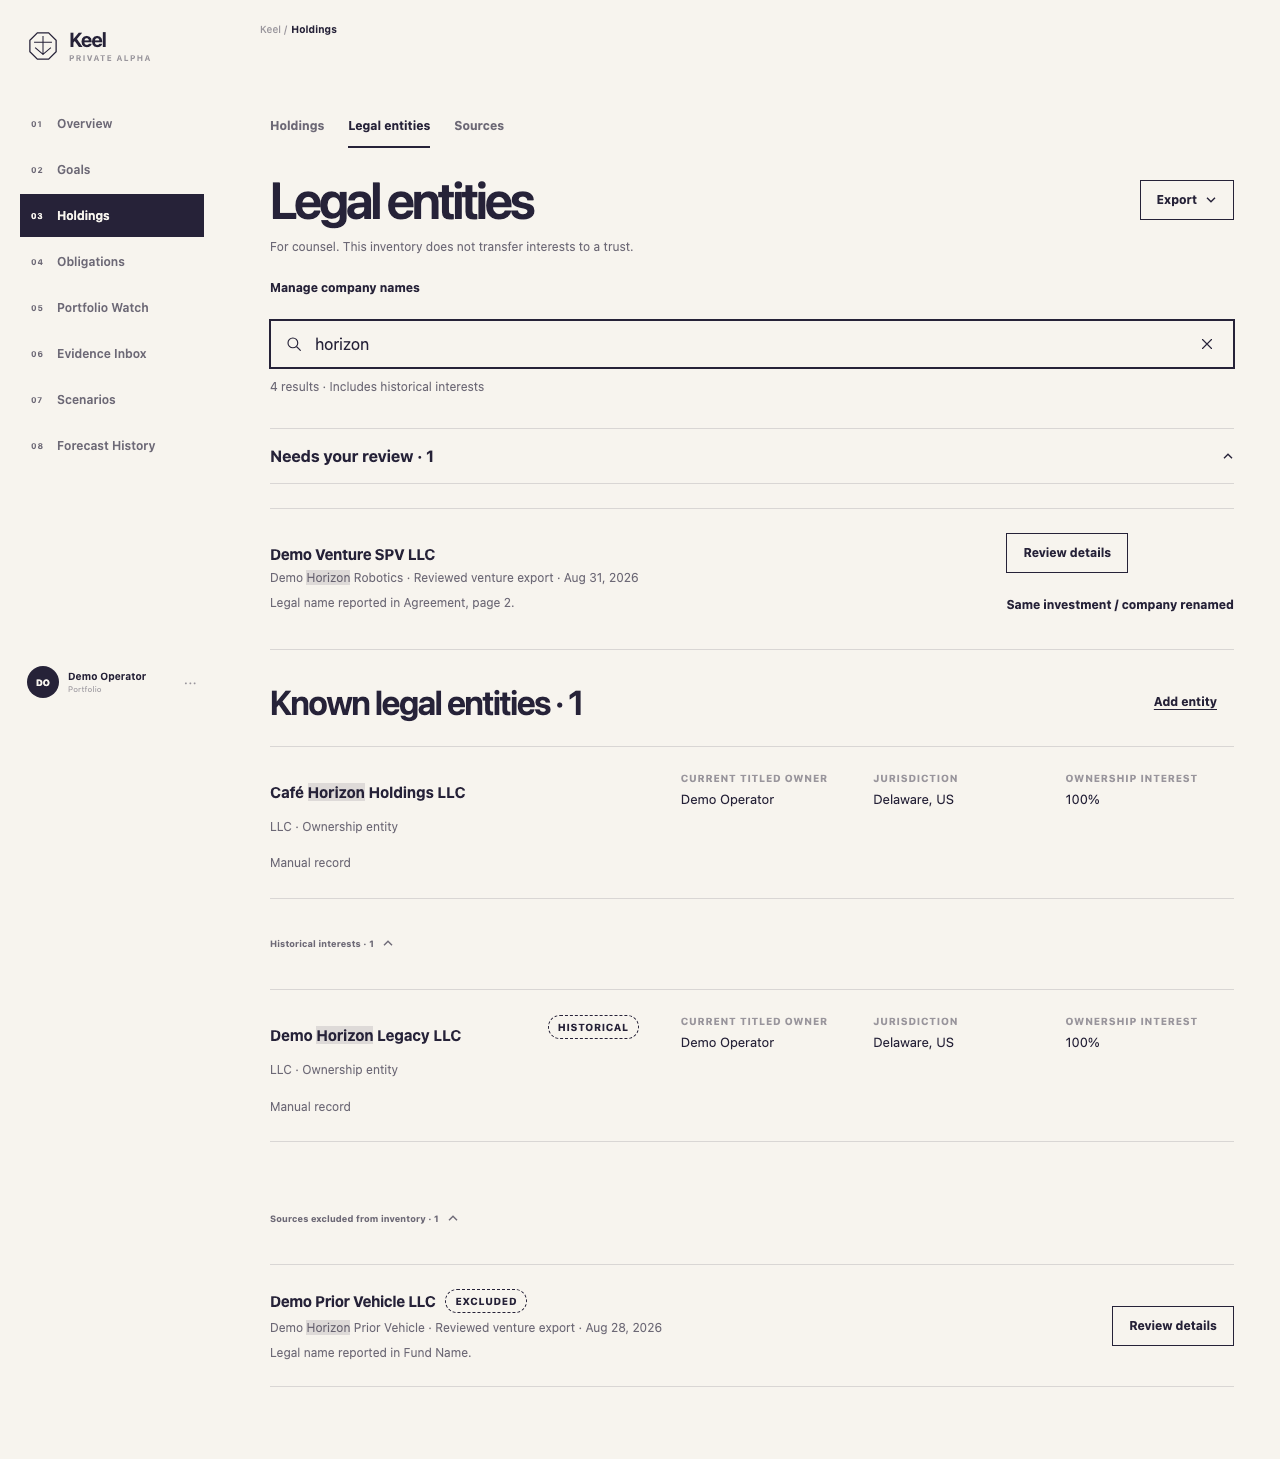 Keel
PRIVATE ALPHA
Keel / Holdings
01 Overview
02 Goals
03 Holdings
04 Obligations
05 Portfolio Watch
06 Evidence Inbox
07 Scenarios
08 Forecast History
DO Demo Operator
Portfolio
...
Holdings Legal entities Sources
Legal entities
Export
For counsel. This inventory does not transfer interests to a trust.
Manage company names
horizon
4 results · Includes historical interests
Needs your review · 1
Demo Venture SPV LLC
Demo Horizon Robotics · Reviewed venture export · Aug 31, 2026
Legal name reported in Agreement, page 2.
Review details
Same investment / company renamed
Known legal entities · 1
Add entity
Café Horizon Holdings LLC
LLC · Ownership entity
Manual record
CURRENT TITLED OWNER
Demo Operator
JURISDICTION
Delaware, US
OWNERSHIP INTEREST
100%
Historical interests · 1
Demo Horizon Legacy LLC
HISTORICAL
LLC · Ownership entity
Manual record
CURRENT TITLED OWNER
Demo Operator
JURISDICTION
Delaware, US
OWNERSHIP INTEREST
100%
Sources excluded from inventory · 1
Demo Prior Vehicle LLC EXCLUDED
Demo Horizon Prior Vehicle · Reviewed venture export · Aug 28, 2026
Legal name reported in Fund Name.
Review details